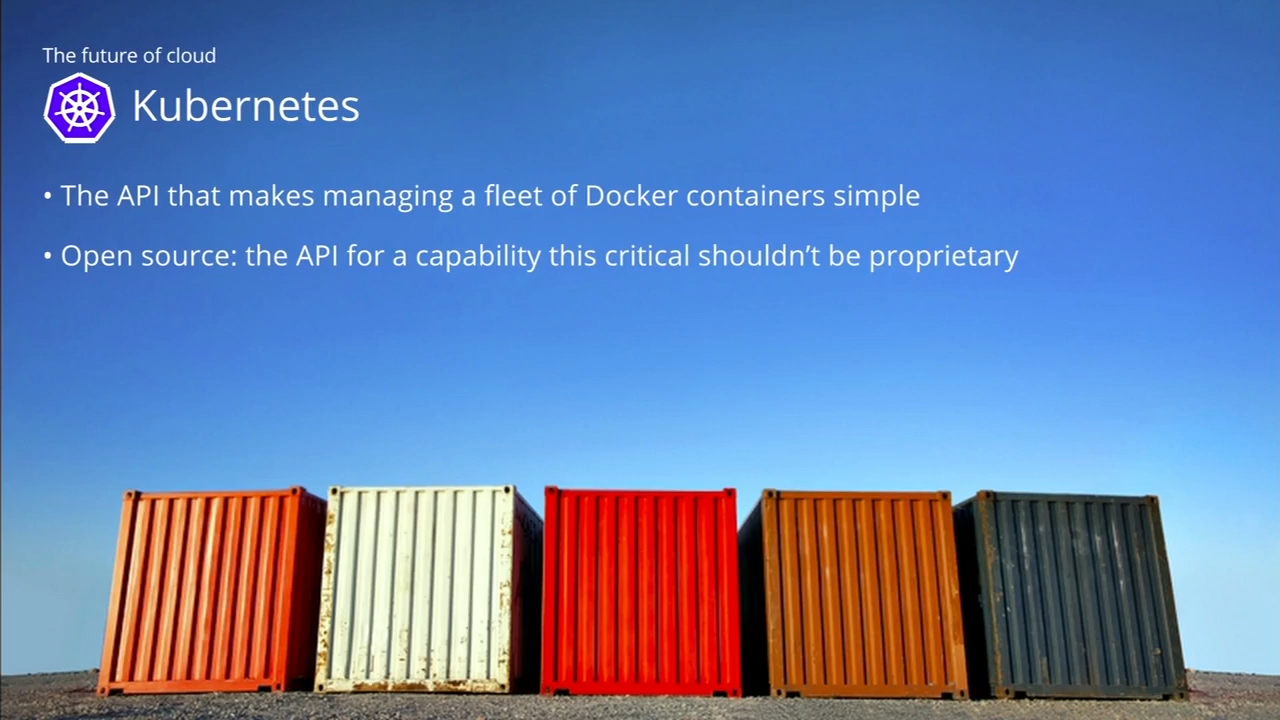 The future of cloud
Kubernetes
• The API that makes managing a fleet of Docker containers simple
• Open source: the API for a capability this critical shouldn’t be proprietary